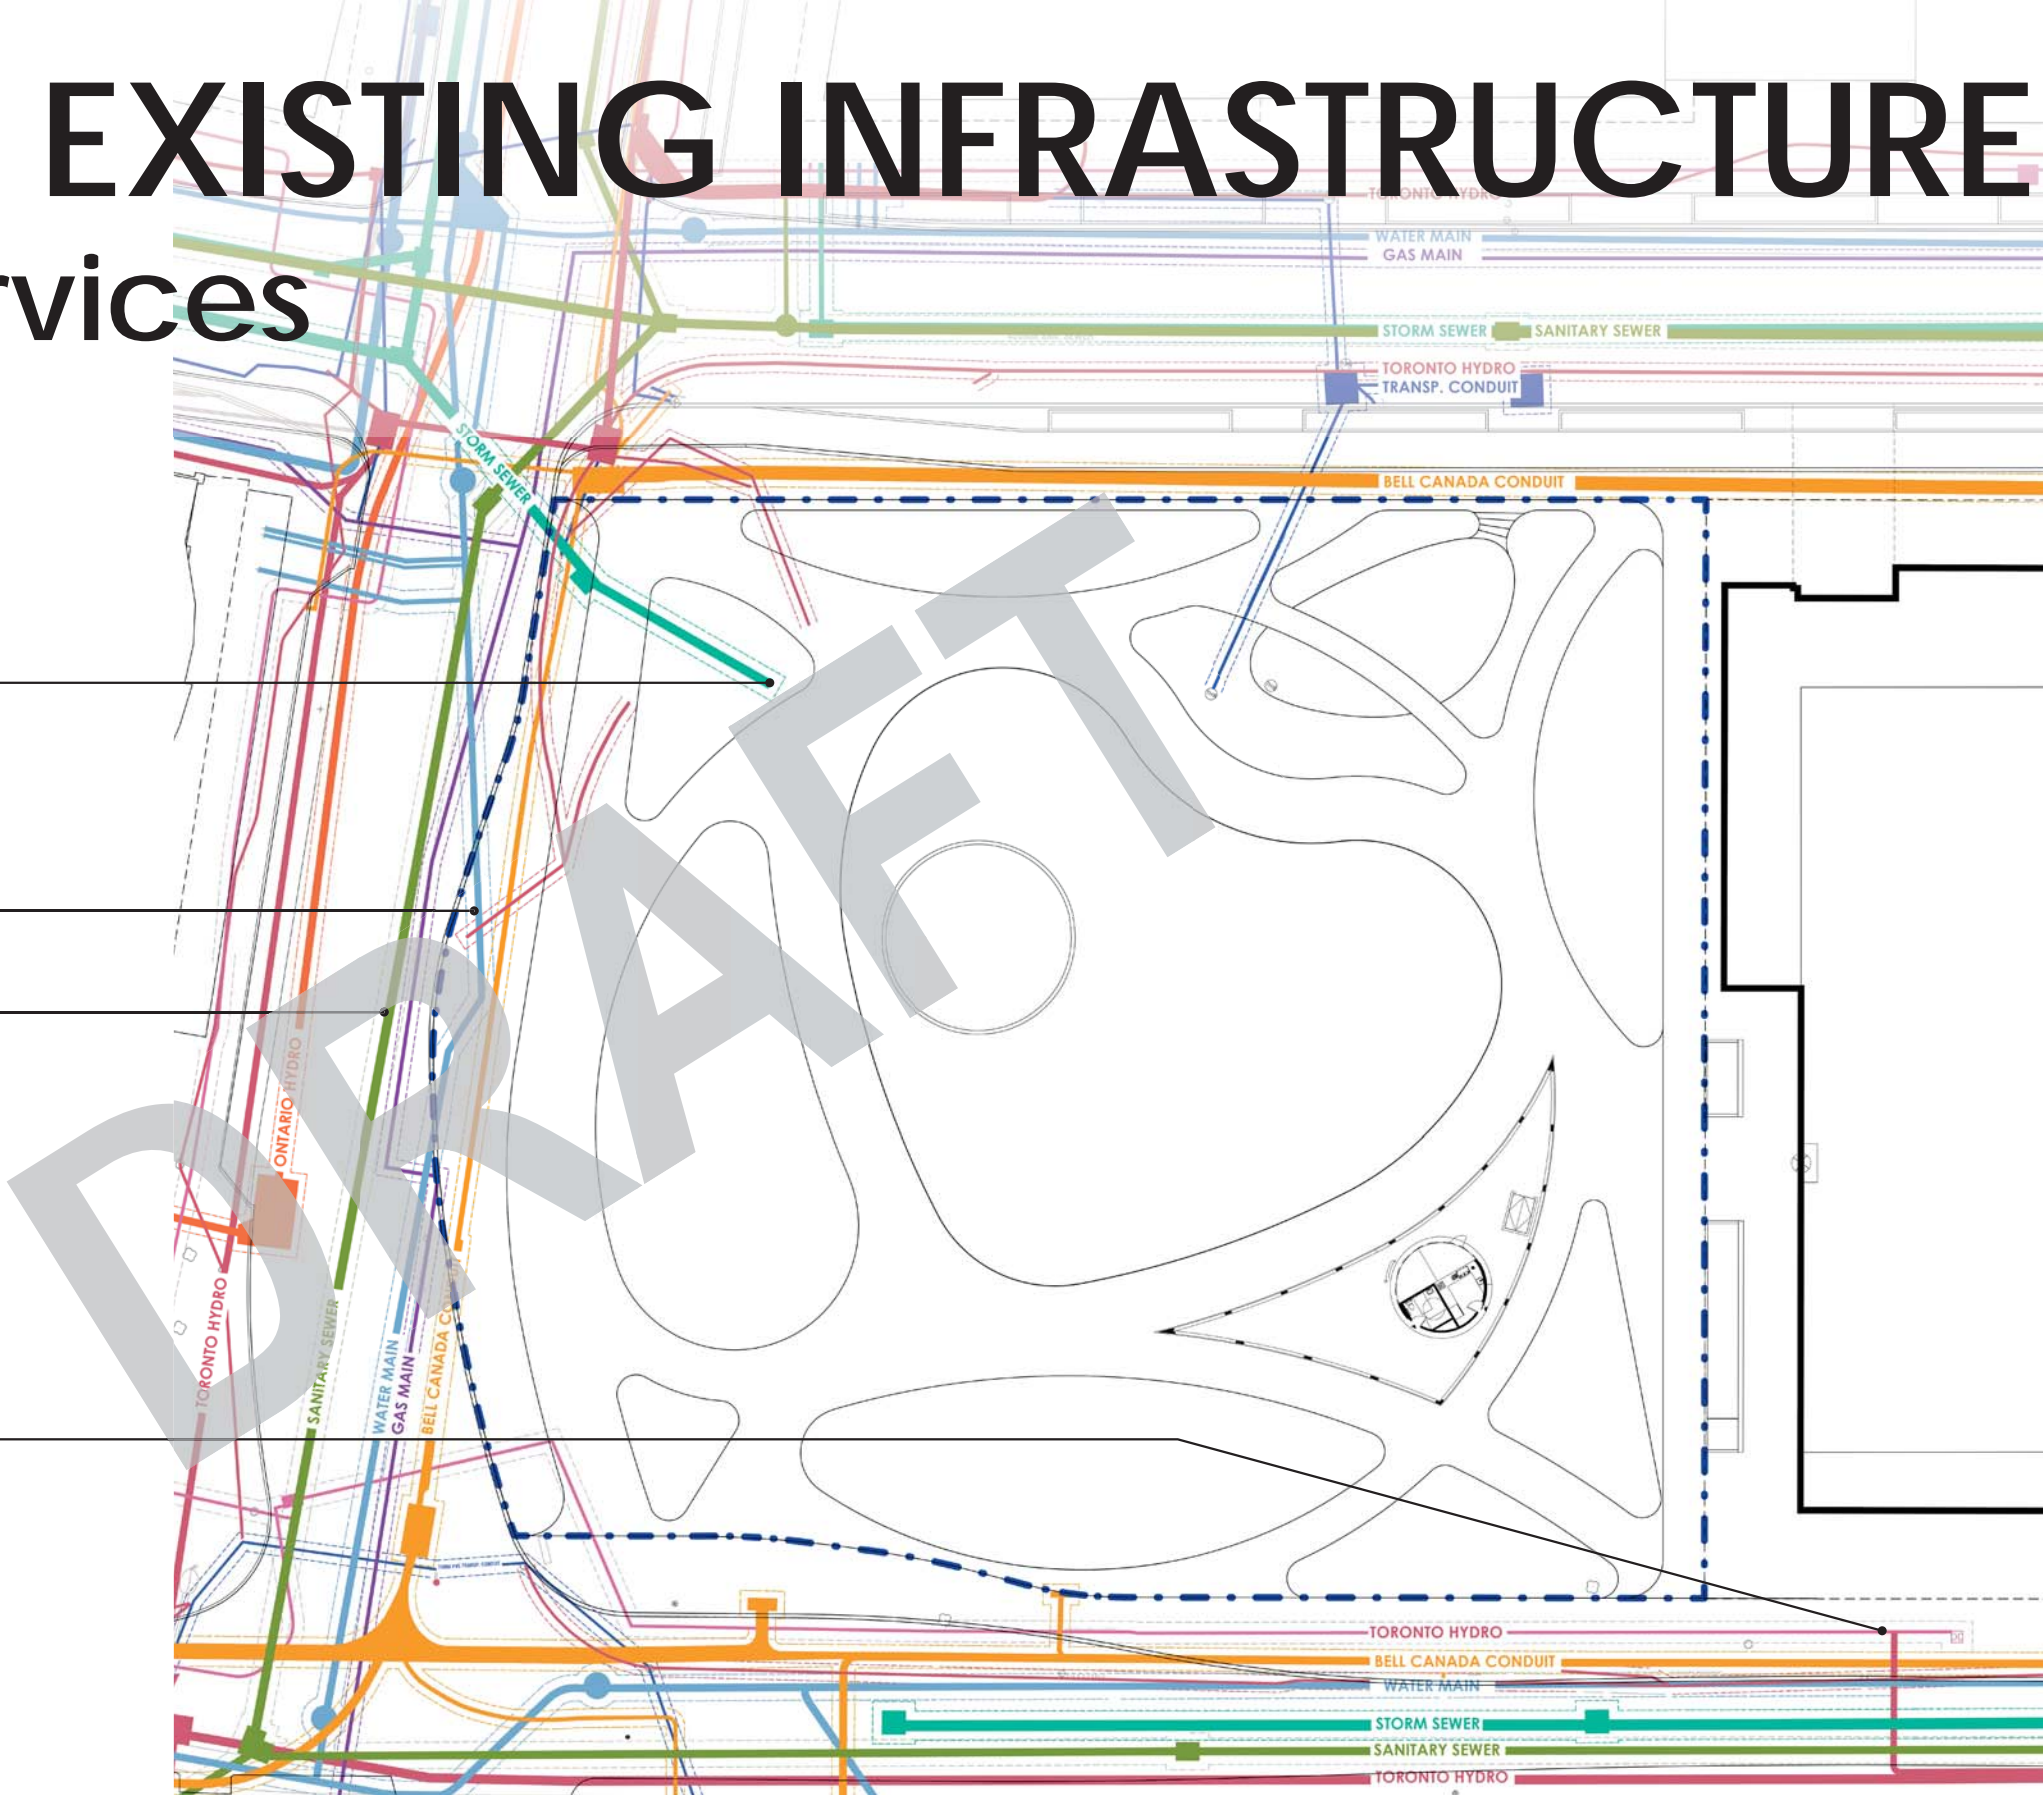 EXISTING INFRASTRUCTURE
rvices
TORONTO HYDRO
WATER MAIN
GAS MAIN
STORM SEWER
SANITARY SEWER
TORONTO HYDRO
TRANSP. CONDUIT
STORM SEWER
BELL CANADA CONDUIT
DRAFT
ONTARIO HYDRO
TORONTO HYDRO
SANITARY SEWER
WATER MAIN
GAS MAIN
BELL CANADA CONDUIT
TORONTO HYDRO
BELL CANADA CONDUIT
WATER MAIN
STORM SEWER
SANITARY SEWER
TORONTO HYDRO